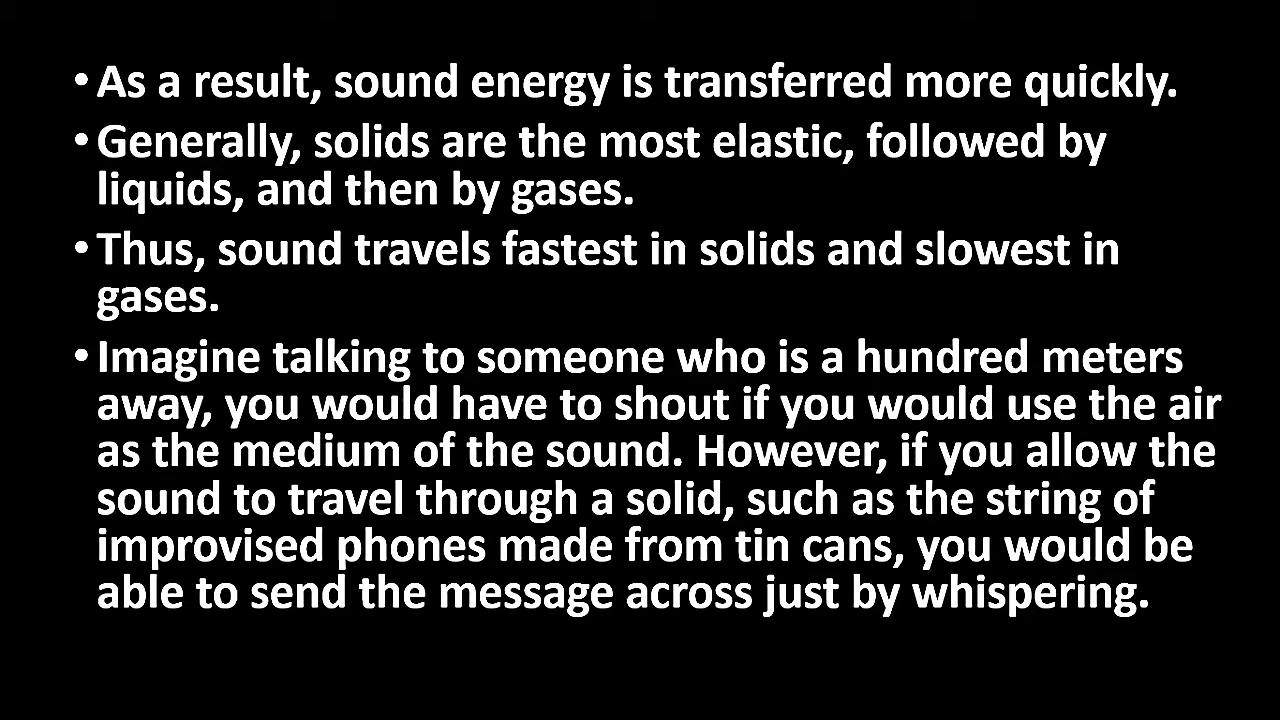 • As a result, sound energy is transferred more quickly.
• Generally, solids are the most elastic, followed by
liquids, and then by gases.
• Thus, sound travels fastest in solids and slowest in
gases.
• Imagine talking to someone who is a hundred meters
away, you would have to shout if you would use the air
as the medium of the sound. However, if you allow the
sound to travel through a solid, such as the string of
improvised phones made from tin cans, you would be
able to send the message across just by whispering.